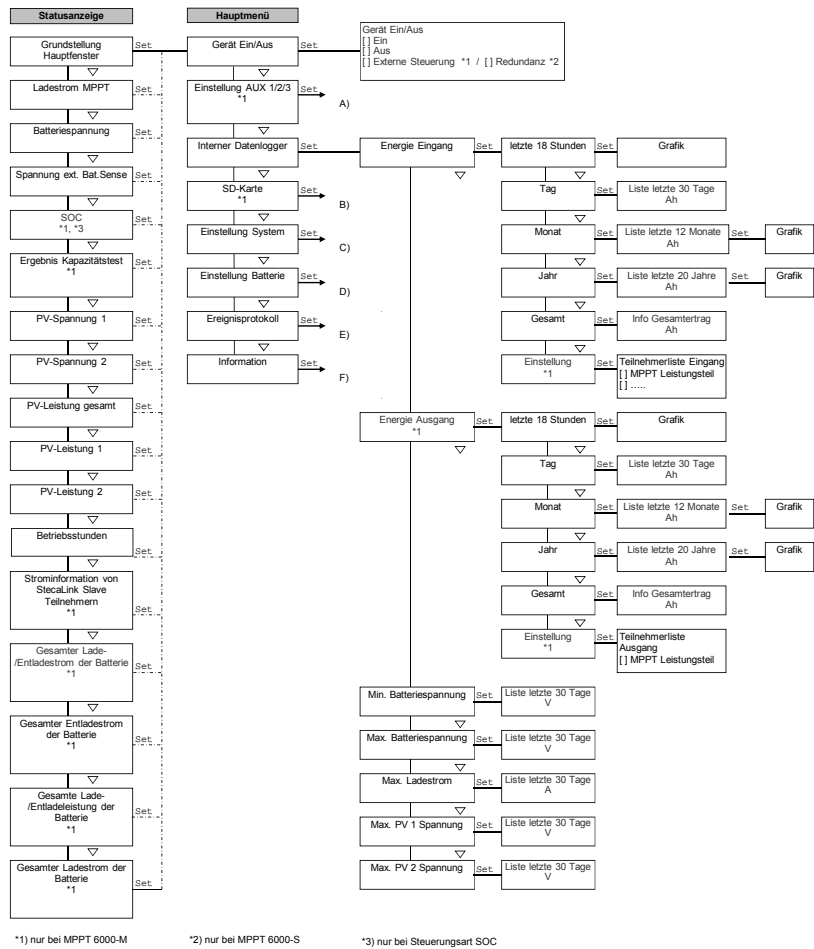 Statusanzeige
Hauptmenü
Grundstellung
Hauptfenster
Set
Ladestrom MPPT
Set
Batteriespannung
Set
Spannung ext. Bat.Sense
Set
SOC
*1, *3
Set
Ergebnis Kapazitätstest
*1
Set
PV-Spannung 1
Set
PV-Spannung 2
Set
PV-Leistung gesamt
Set
PV-Leistung 1
Set
PV-Leistung 2
Set
Betriebsstunden
Set
Strominformation von
StecaLink Slave
Teilnehmern
*1
Set
Gesamter Lade-
/Entladestrom der Batterie
*1
Set
Gesamter Entladestrom
der Batterie
*1
Set
Gesamte Lade-
/Entladeleistung der
Batterie
*1
Set
Gesamter Ladestrom der
Batterie
*1
Set
Gerät Ein/Aus
Set
Gerät Ein/Aus
[ ] Ein
[ ] Aus
[ ] Externe Steuerung *1 / [ ] Redundanz *2
Einstellung AUX 1/2/3
*1
Set
A)
Interner Datenlogger
Set
SD-Karte
*1
Set
B)
Einstellung System
Set
C)
Einstellung Batterie
Set
D)
Ereignisprotokoll
Set
E)
Information
Set
F)
Energie Eingang
Set
letzte 18 Stunden
Set
Grafik
Tag
Set
Liste letzte 30 Tage
Ah
Monat
Set
Liste letzte 12 Monate
Ah
Set
Grafik
Jahr
Set
Liste letzte 20 Jahre
Ah
Set
Grafik
Gesamt
Set
Info Gesamtertrag
Ah
Einstellung
*1
Set
Teilnehmerliste Eingang
[ ] MPPT Leistungsteil
[ ] .....
Energie Ausgang
*1
Set
letzte 18 Stunden
Set
Grafik
Tag
Set
Liste letzte 30 Tage
Ah
Monat
Set
Liste letzte 12 Monate
Ah
Set
Grafik
Jahr
Set
Liste letzte 20 Jahre
Ah
Set
Grafik
Gesamt
Set
Info Gesamtertrag
Ah
Einstellung
*1
Set
Teilnehmerliste
Ausgang
[ ] MPPT Leistungsteil
Min. Batteriespannung
Set
Liste letzte 30 Tage
V
Max. Batteriespannung
Set
Liste letzte 30 Tage
V
Max. Ladestrom
Set
Liste letzte 30 Tage
A
Max. PV 1 Spannung
Set
Liste letzte 30 Tage
V
Max. PV 2 Spannung
Set
Liste letzte 30 Tage
V
*1) nur bei MPPT 6000-M
*2) nur bei MPPT 6000-S
*3) nur bei Steuerungsart SOC